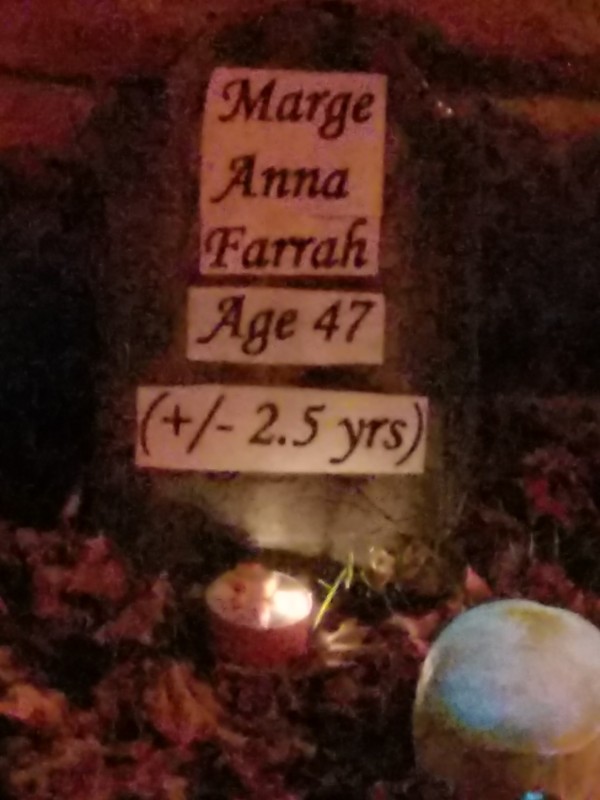 Marge
Anna
Farrah
Age 47
(+/- 2.5 yrs)